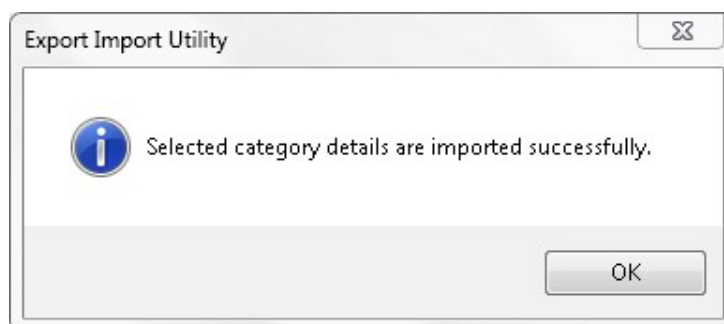 Export Import Utility
Selected category details are imported successfully.
OK